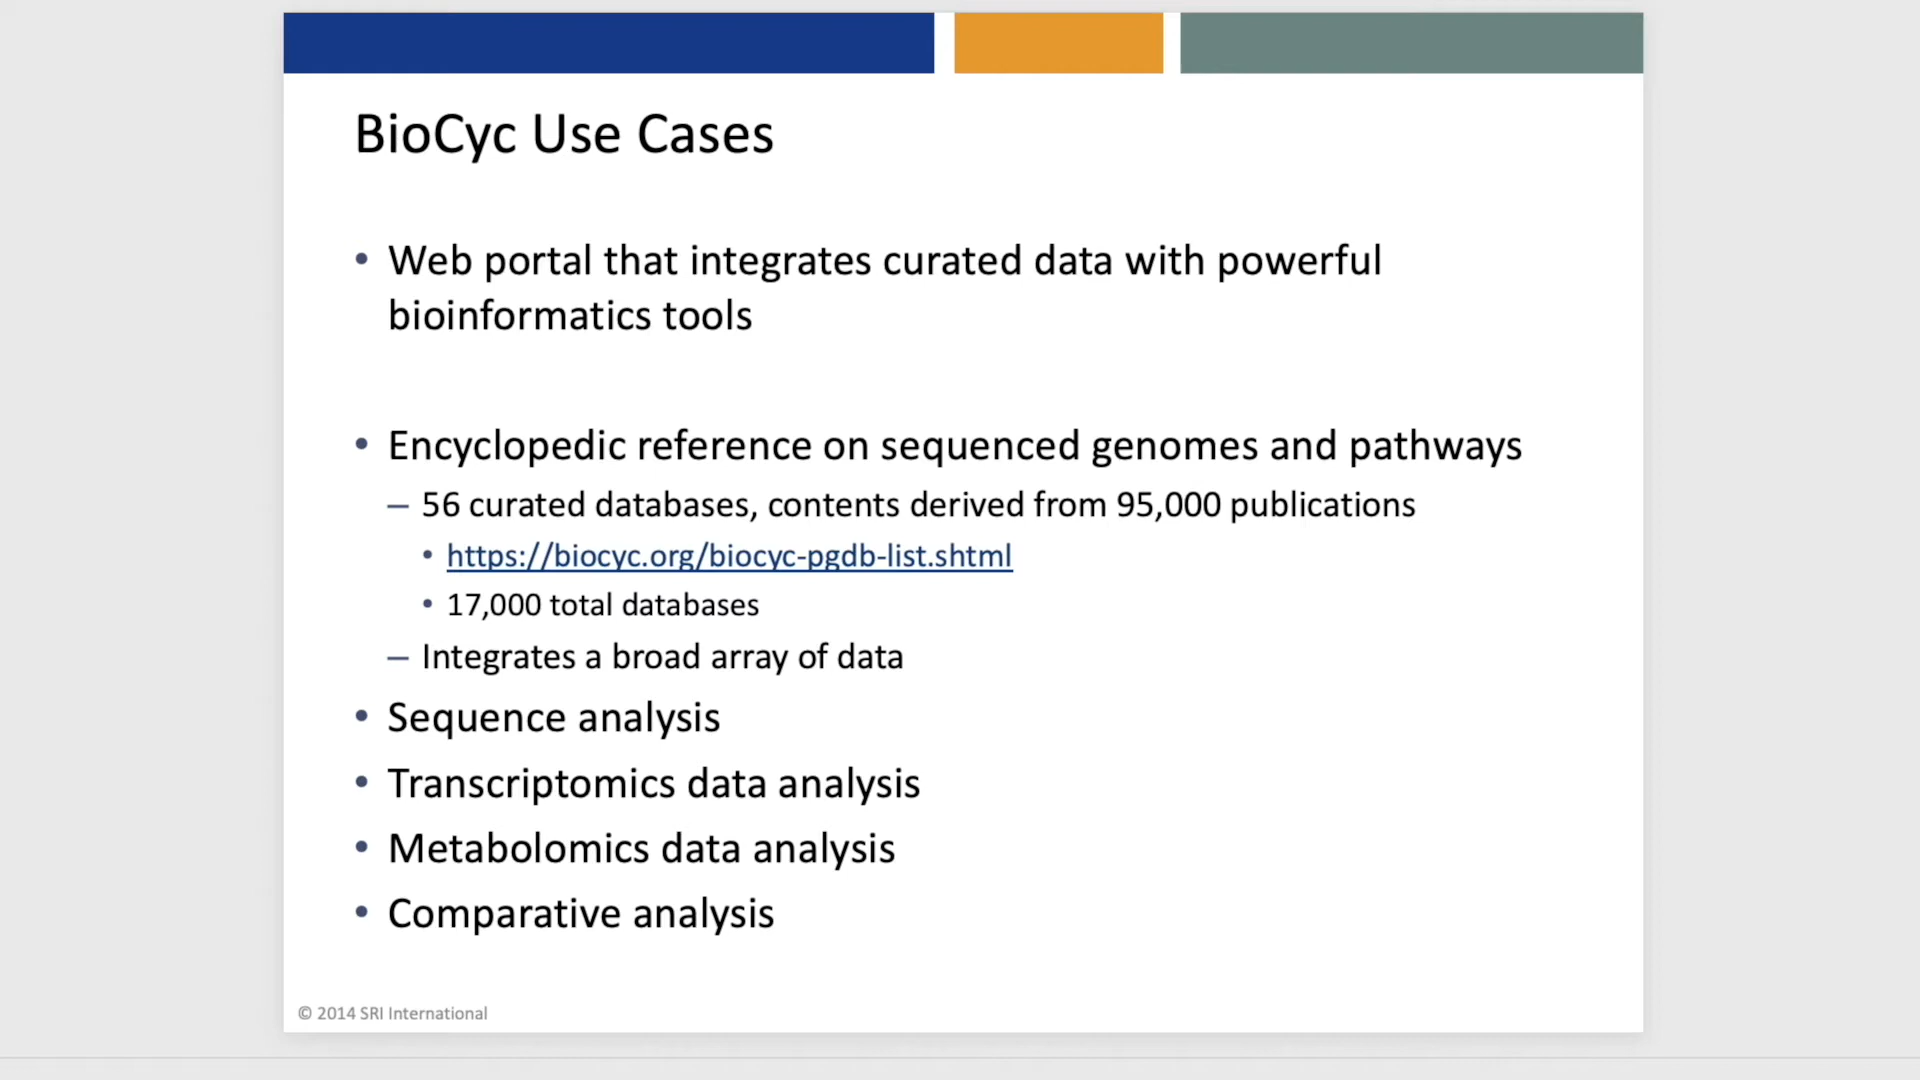 BioCyc Use Cases
• Web portal that integrates curated data with powerful
bioinformatics tools
• Encyclopedic reference on sequenced genomes and pathways
– 56 curated databases, contents derived from 95,000 publications
• https://biocyc.org/biocyc-pgdb-list.shtml
• 17,000 total databases
– Integrates a broad array of data
• Sequence analysis
• Transcriptomics data analysis
• Metabolomics data analysis
• Comparative analysis
© 2014 SRI International